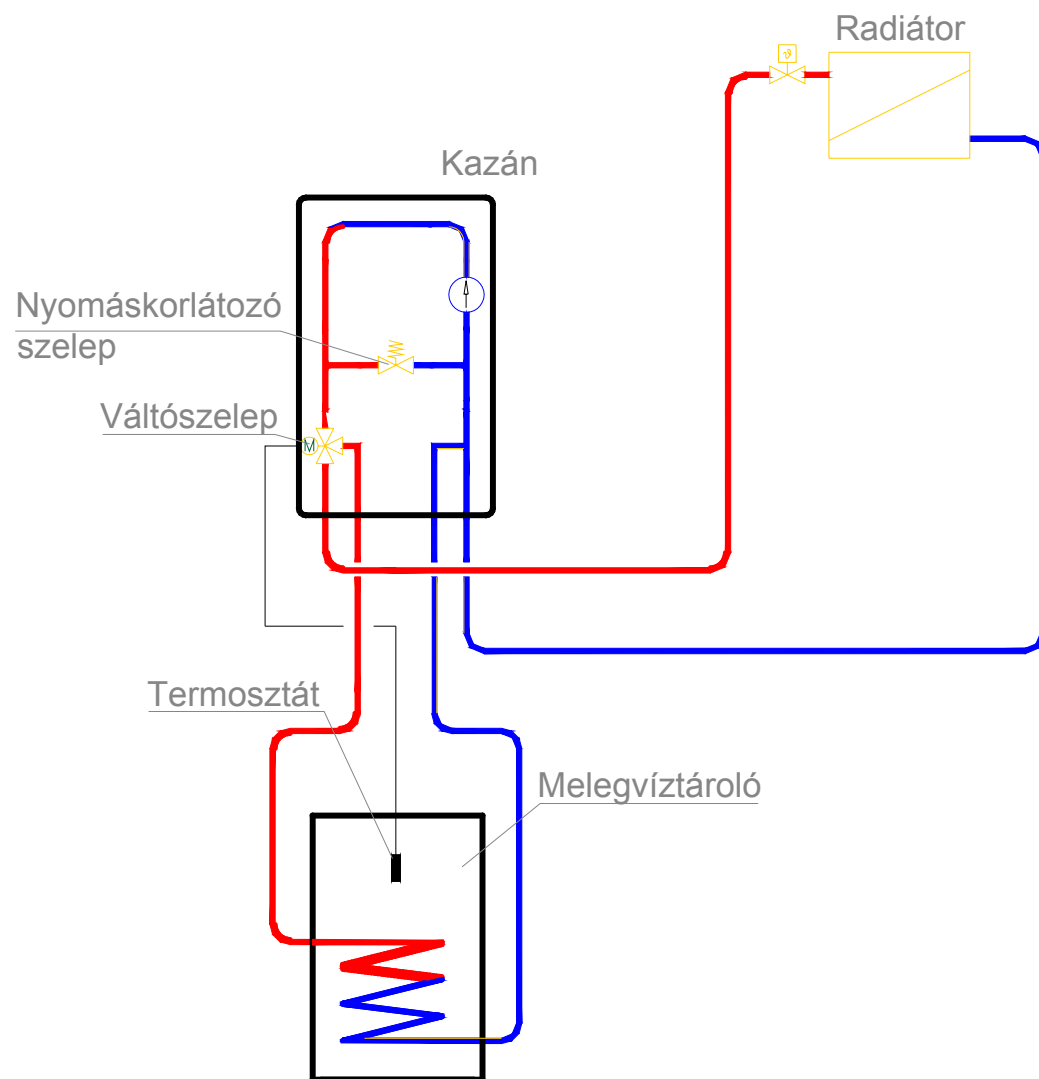 Radiátor
ϑ
Kazán
Nyomáskorlátozó
szelep
Váltószelep
M
Termosztát
Melegvíztároló